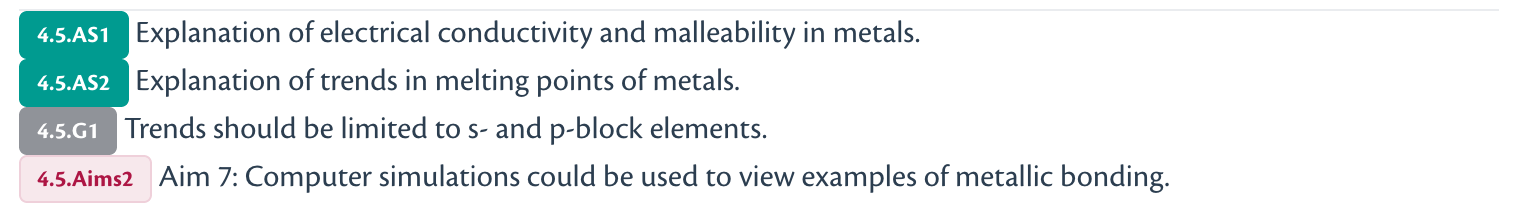 4.5.AS1 Explanation of electrical conductivity and malleability in metals.
4.5.AS2 Explanation of trends in melting points of metals.
4.5.G1 Trends should be limited to s- and p-block elements.
4.5.Aims2 Aim 7: Computer simulations could be used to view examples of metallic bonding.